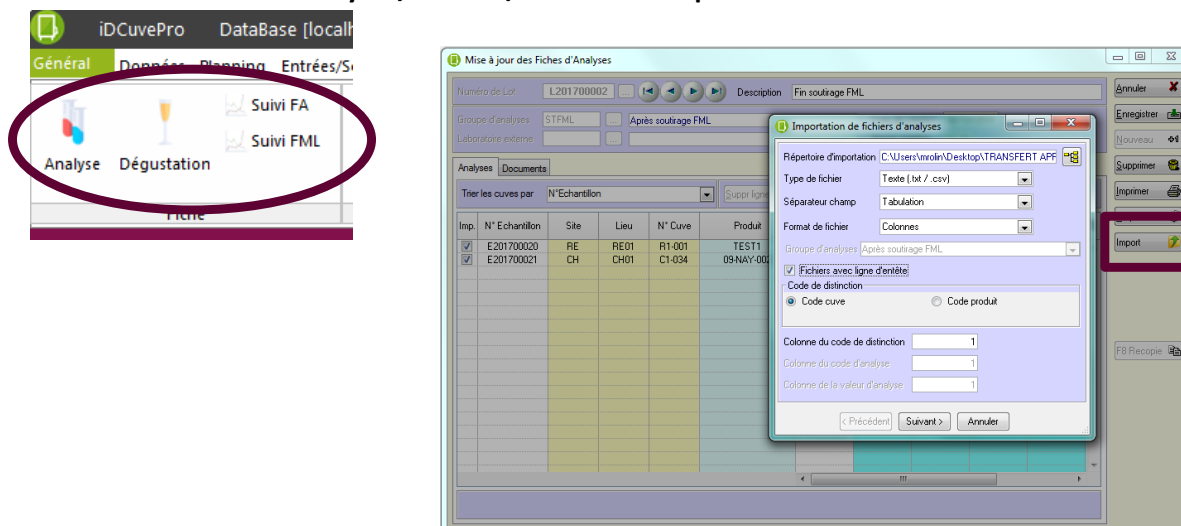 iDCuvePro DataBase [localh
Général Données Planning Entrées/So
Suivi FA
Suivi FML
Analyse Dégustation
Fiche
Mise à jour des Fiches d'Analyses
Numéro de Lot L201700002 ... Description Fin soutirage FML
Groupe d'analyses STFML ... Après soutirage FML
Laboratoire externe ...
Analyses Documents
Trier les cuves par N°Echantillon Suppr ligne
Imp. N° Echantillon Site Lieu N° Cuve Produit
E201700020 RE RE01 R1-001 TEST1
E201700021 CH CH01 C1-034 09-NAY-002
Importation de fichiers d'analyses
Répertoire d'importation C:\Users\mrolin\Desktop\TRANSFERT APF
Type de fichier Texte (.txt / .csv)
Séparateur champ Tabulation
Format de fichier Colonnes
Groupe d'analyses Après soutirage FML
Fichiers avec ligne d'entête
Code de distinction
Code cuve Code produit
Colonne du code de distinction 1
Colonne du code d'analyse 1
Colonne de la valeur d'analyse 1
< Précédent Suivant > Annuler
Annuler
Enregistrer
Nouveau
Supprimer
Imprimer
Import
F8 Recopie